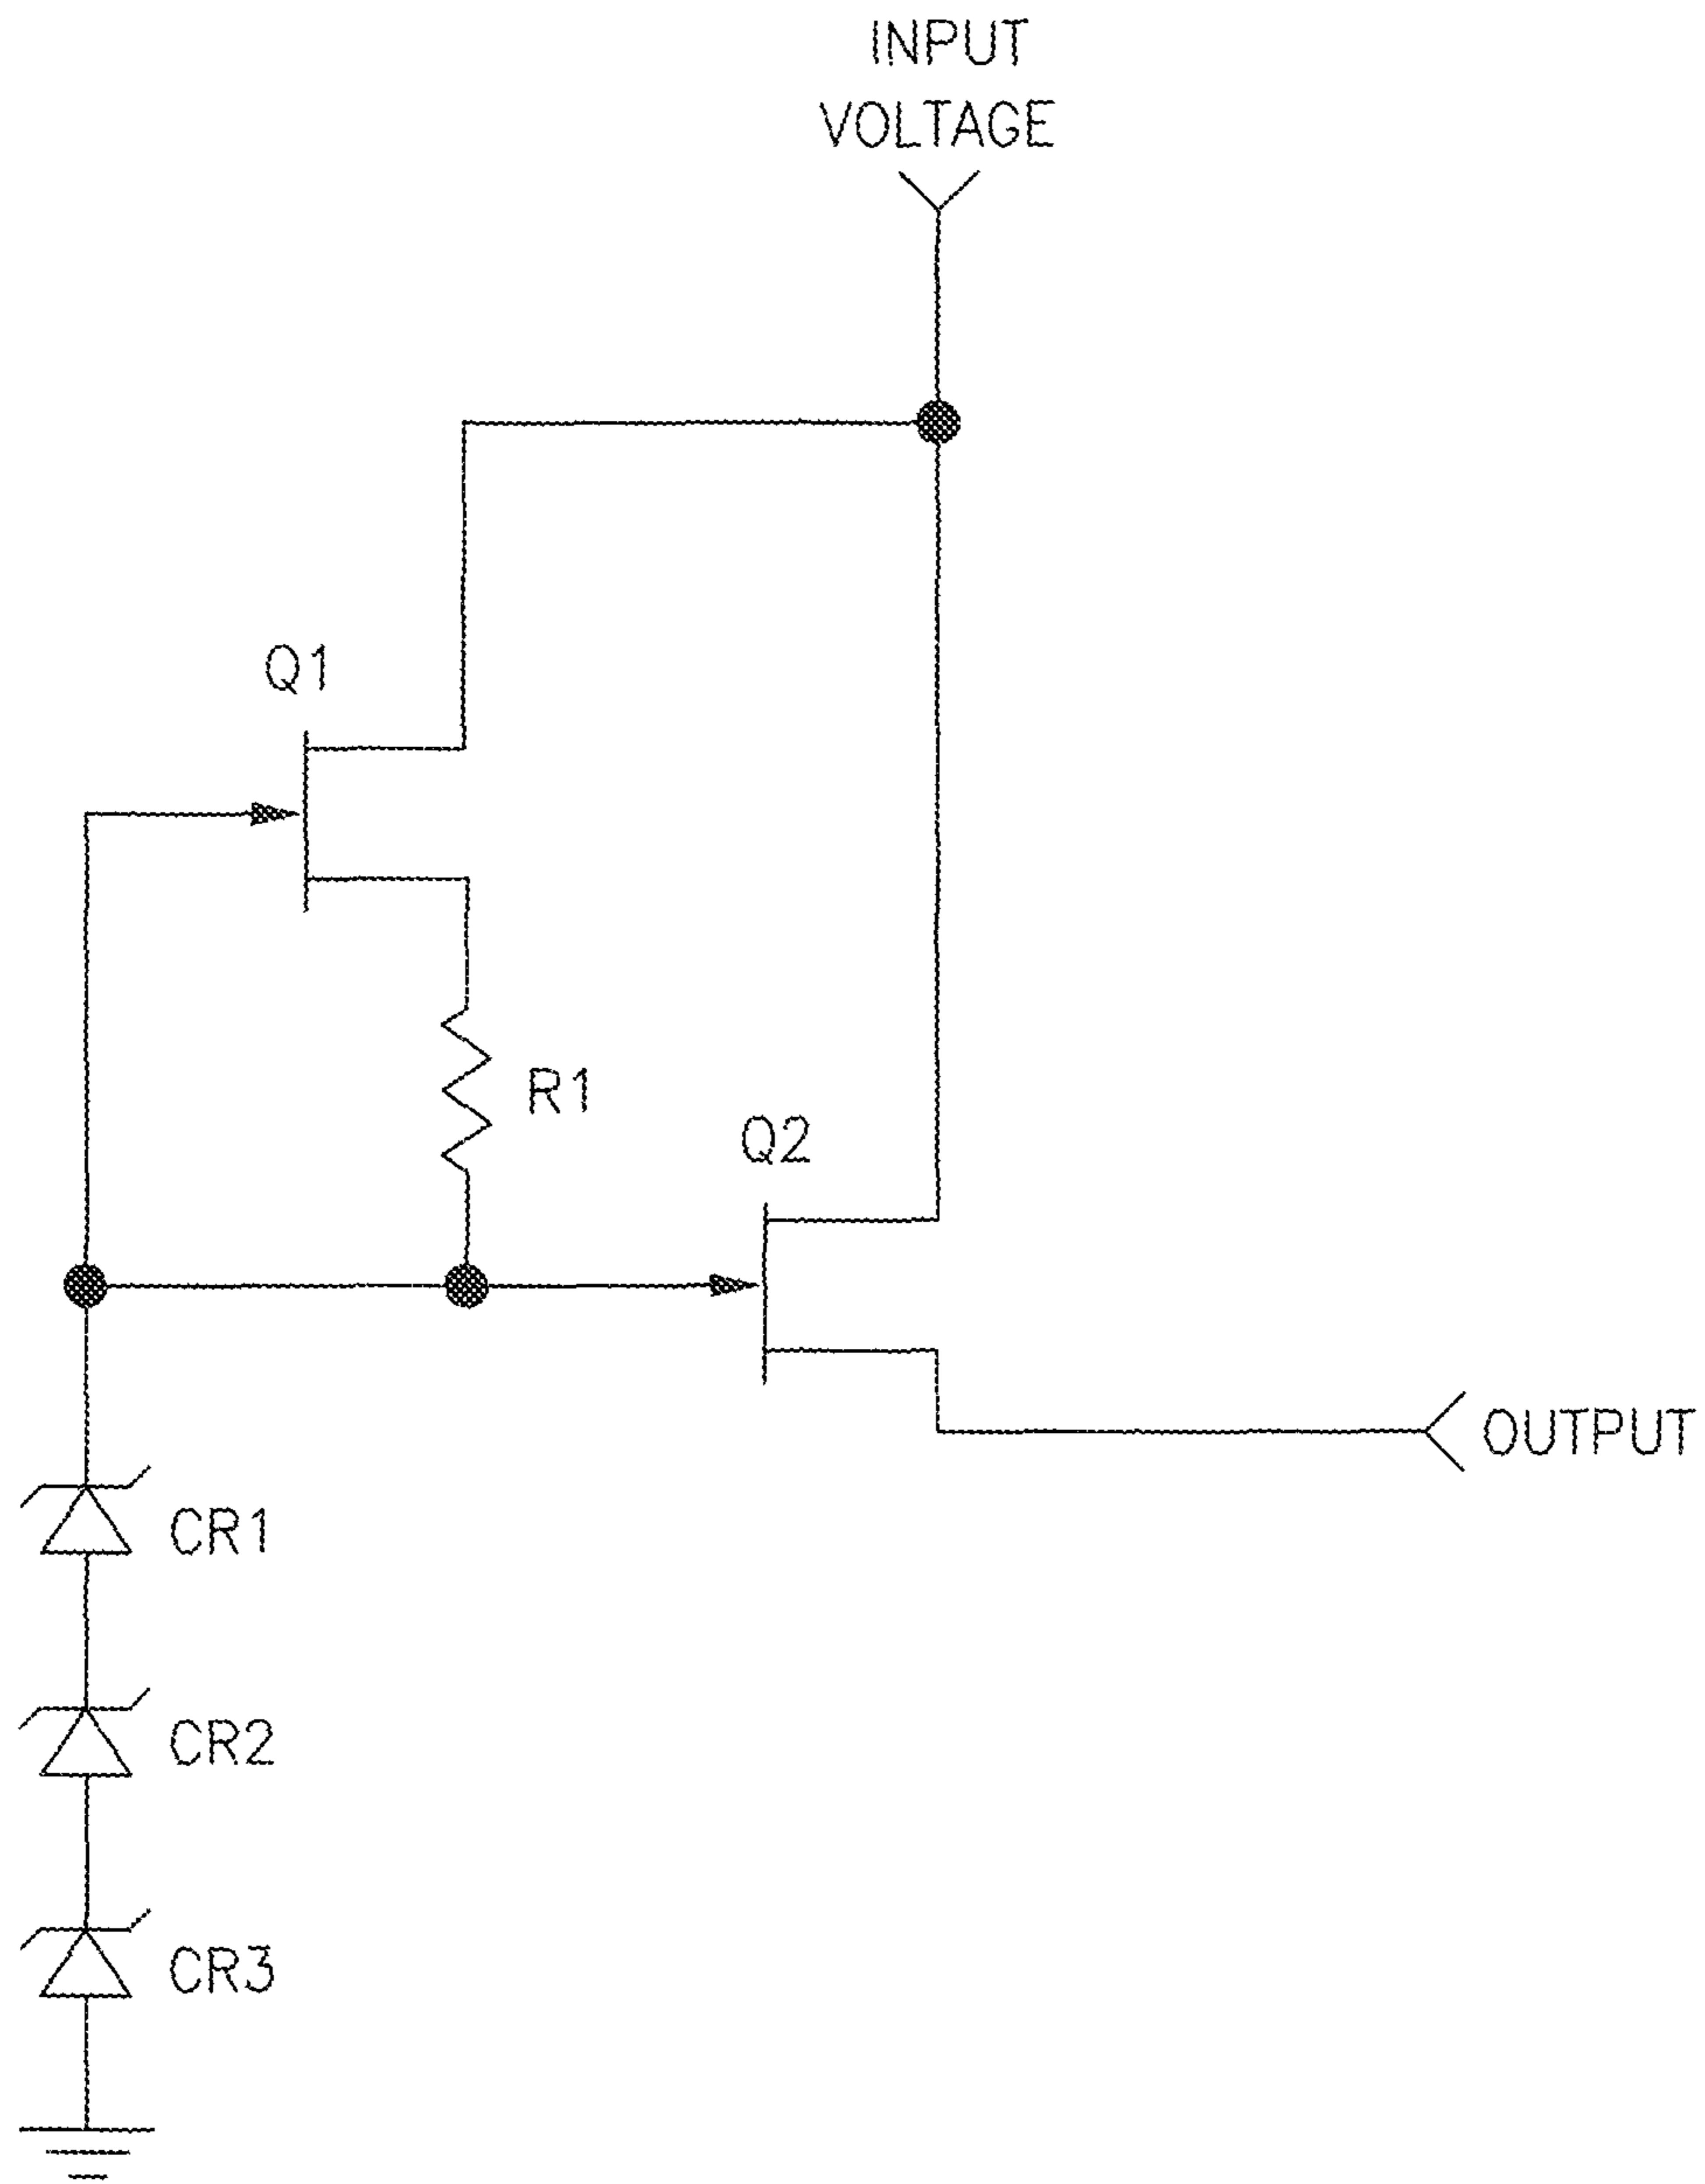 INPUT
VOLTAGE
Q1
R1
Q2
OUTPUT
CR1
CR2
CR3